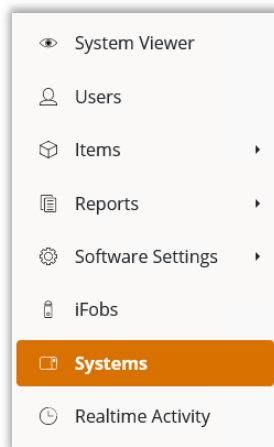 System Viewer
Users
Items
Reports
Software Settings
iFobs
Systems
Realtime Activity